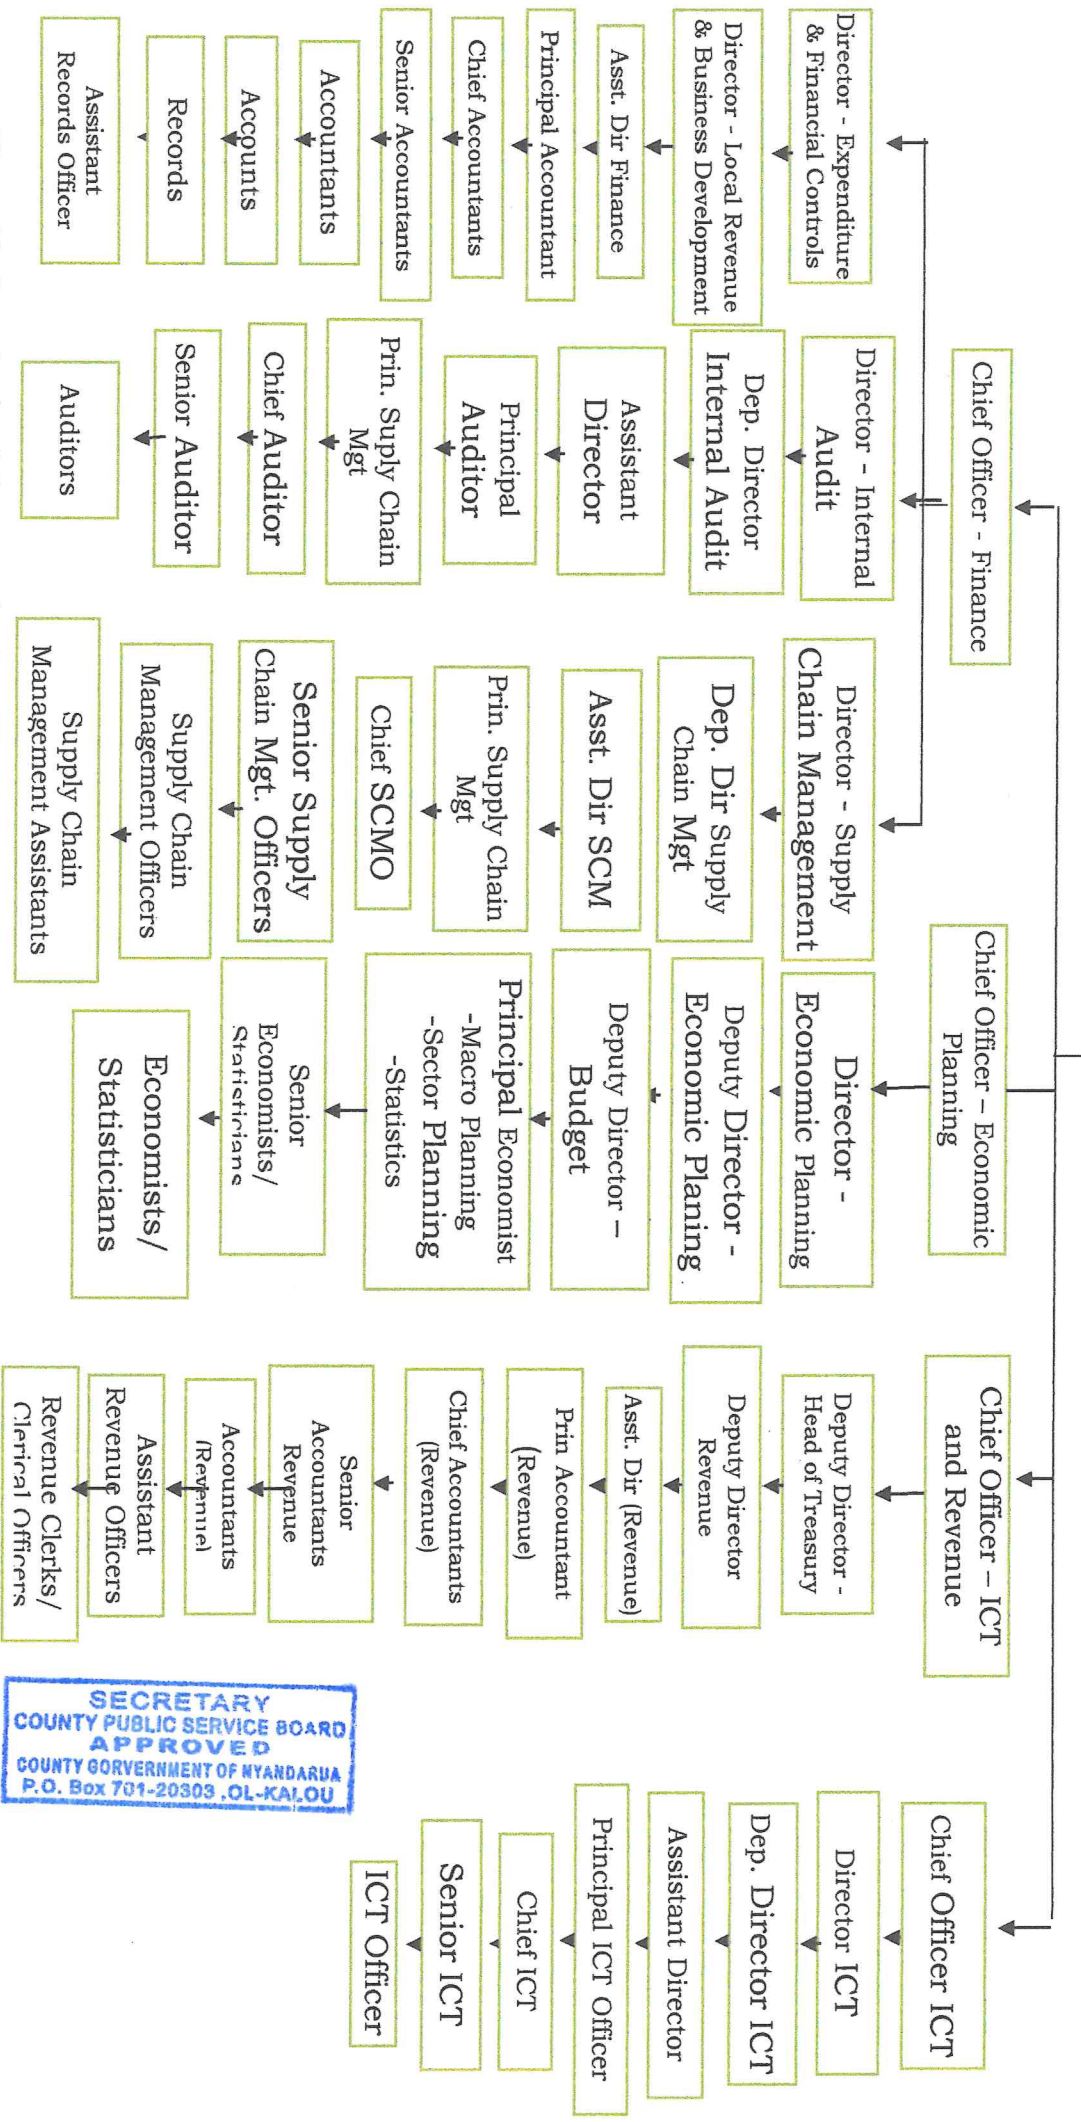 Chief Officer - Finance
Director - Expenditure
& Financial Controls
Director - Local Revenue
& Business Development
Asst. Dir Finance
Principal Accountant
Chief Accountants
Senior Accountants
Accountants
Accounts
Records
Assistant
Records Officer
Director - Internal
Audit
Dep. Director
Internal Audit
Assistant
Director
Principal
Auditor
Prin. Suply Chain
Mgt
Chief Auditor
Senior Auditor
Auditors
Director - Supply
Chain Management
Dep. Dir Supply
Chain Mgt
Asst. Dir SCM
Prin. Supply Chain
Mgt
Chief SCMO
Senior Supply
Chain Mgt. Officers
Supply Chain
Management Officers
Supply Chain
Management Assistants
Chief Officer – Economic
Planning
Director -
Economic Planning
Deputy Director -
Economic Planing
Deputy Director –
Budget
Principal Economist
-Macro Planning
-Sector Planning
-Statistics
Senior
Economists/
Statisticians
Economists/
Statisticians
Chief Officer – ICT
and Revenue
Deputy Director -
Head of Treasury
Deputy Director
Revenue
Asst. Dir (Revenue)
Prin Accountant
(Revenue)
Chief Accountants
(Revenue)
Senior
Accountants
Revenue
Accountants
(Revenue)
Assistant
Revenue Officers
Revenue Clerks/
Clerical Officers
Chief Officer ICT
Director ICT
Dep. Director ICT
Assistant Director
Principal ICT Officer
Chief ICT
Senior ICT
ICT Officer
SECRETARY
COUNTY PUBLIC SERVICE BOARD
APPROVED
COUNTY GORVERNMENT OF NYANDARUA
P.O. Box 701-20303 ,OL-KALOU